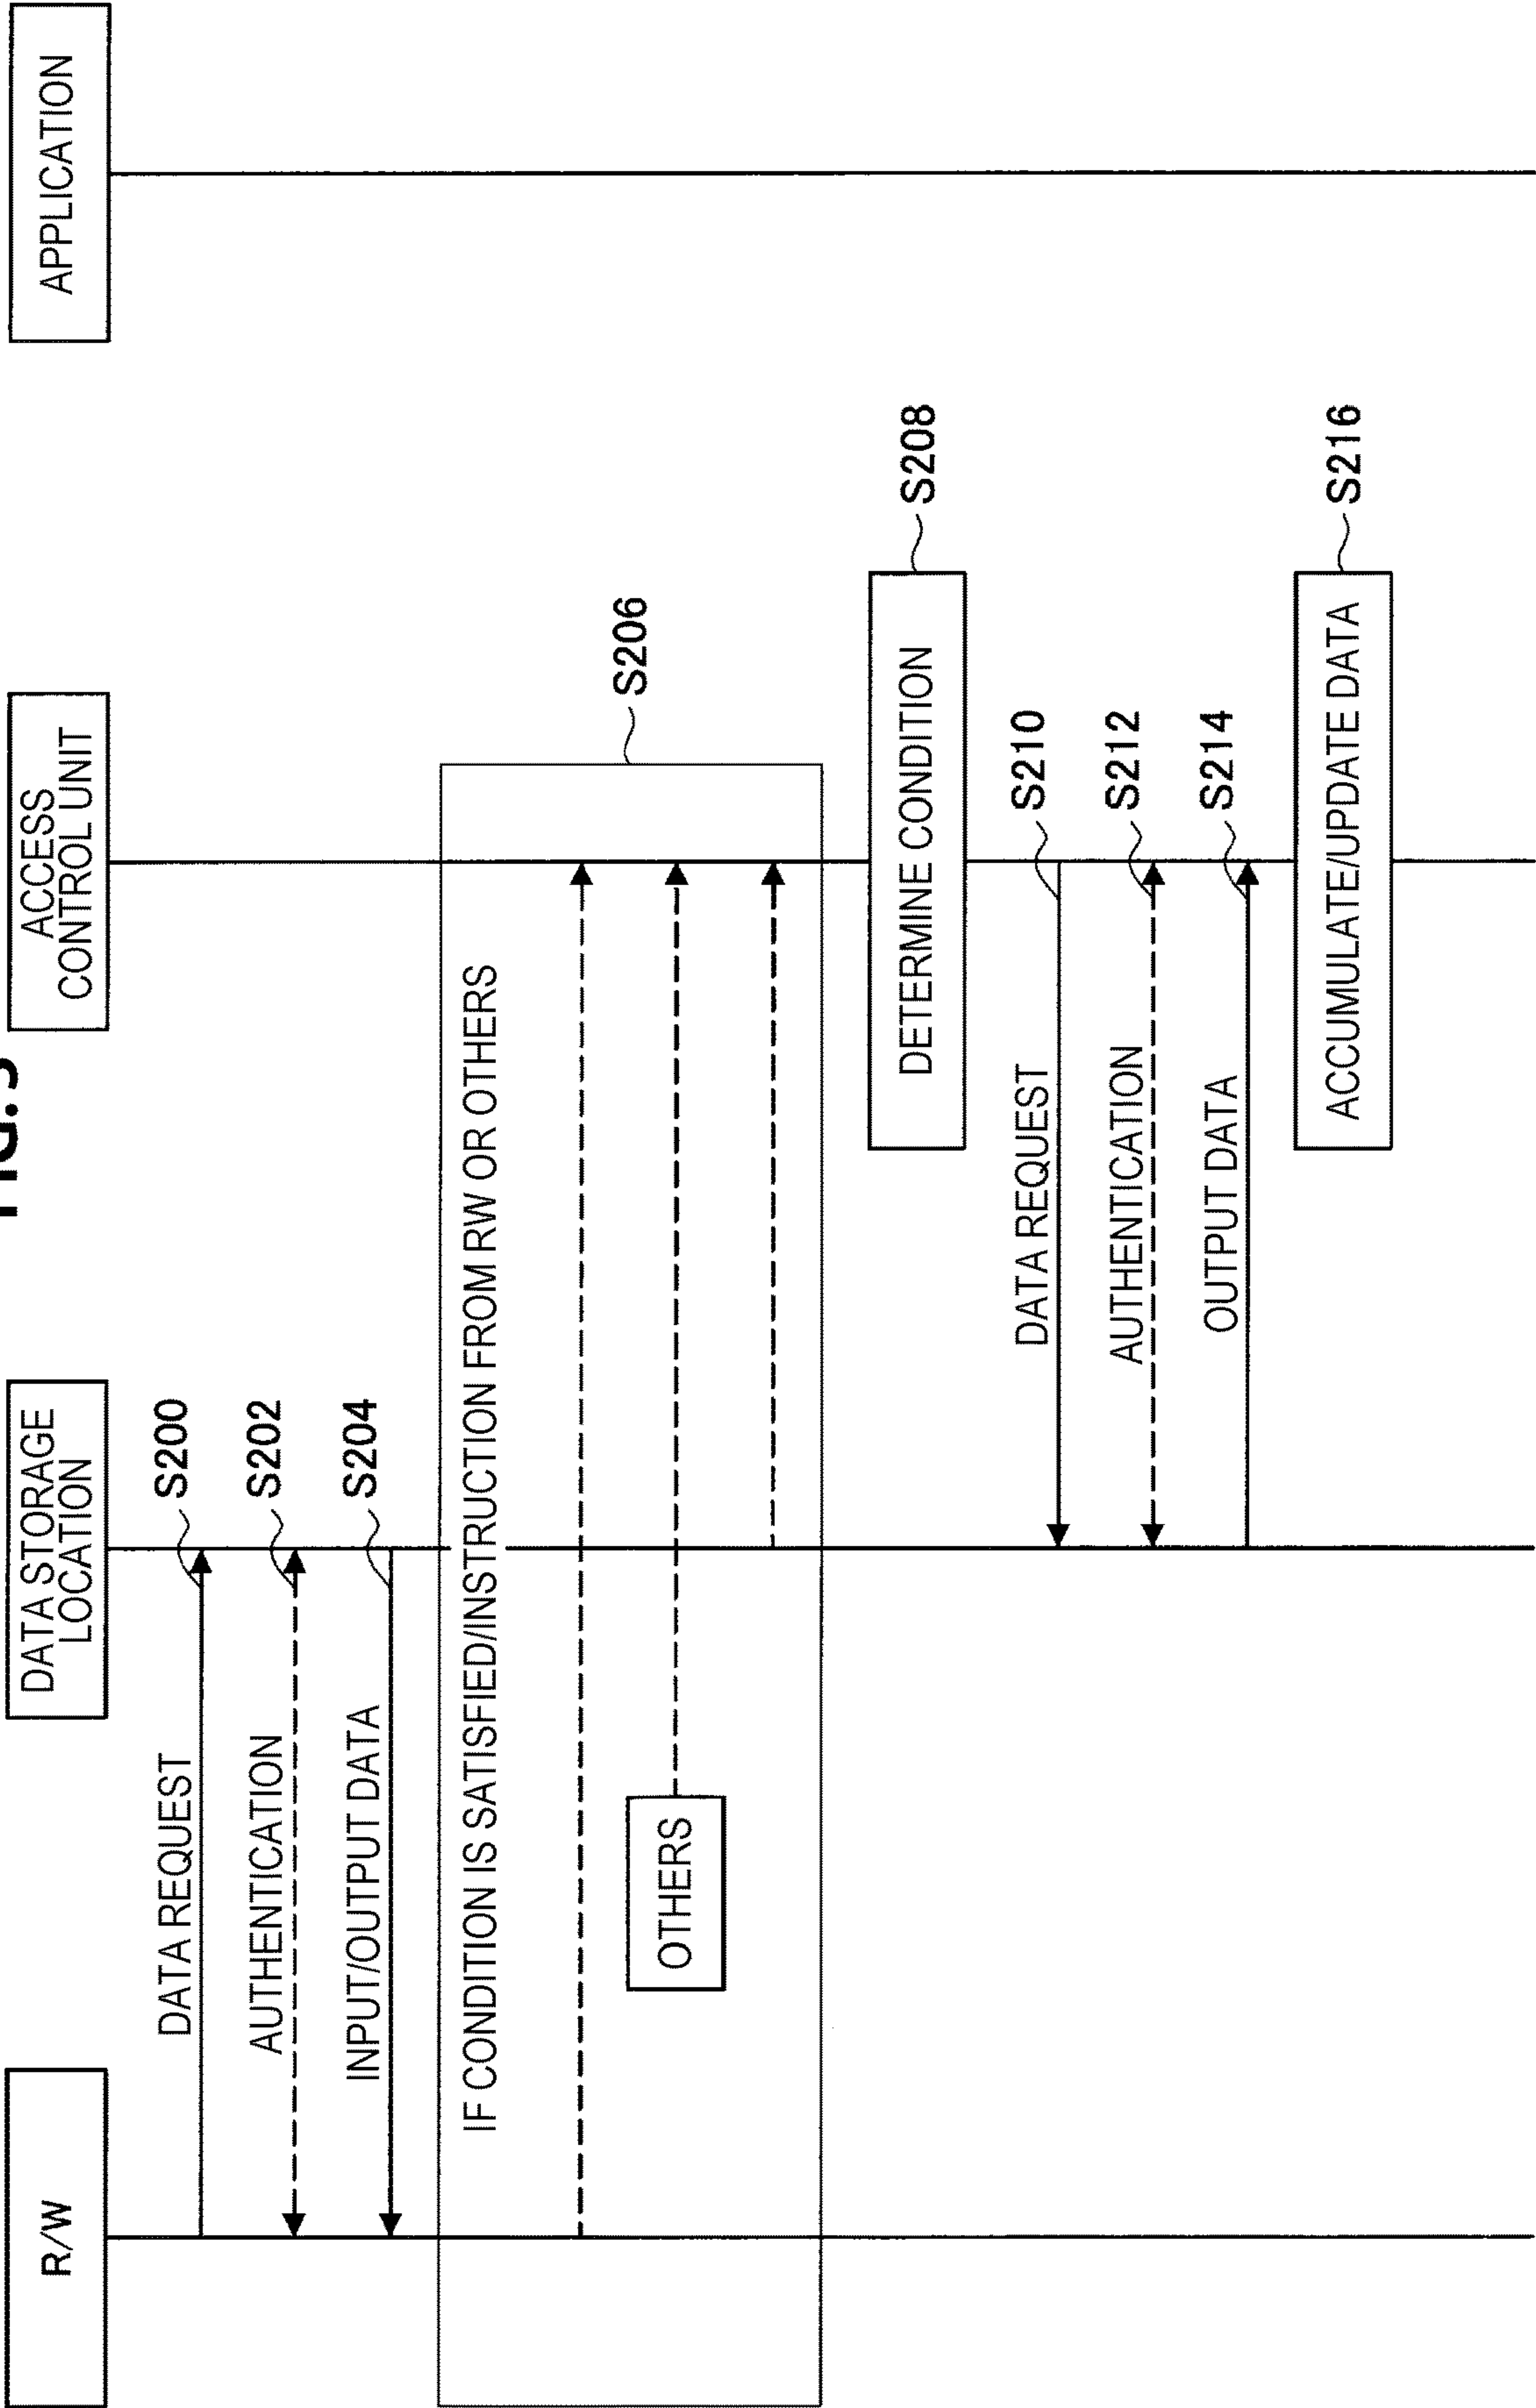 R/W
DATA STORAGE
LOCATION
ACCESS
CONTROL UNIT
APPLICATION
DATA REQUEST
S200
AUTHENTICATION
S202
INPUT/OUTPUT DATA
S204
IF CONDITION IS SATISFIED/INSTRUCTION FROM RW OR OTHERS
S206
OTHERS
DETERMINE CONDITION
S208
DATA REQUEST
S210
AUTHENTICATION
S212
OUTPUT DATA
S214
ACCUMULATE/UPDATE DATA
S216